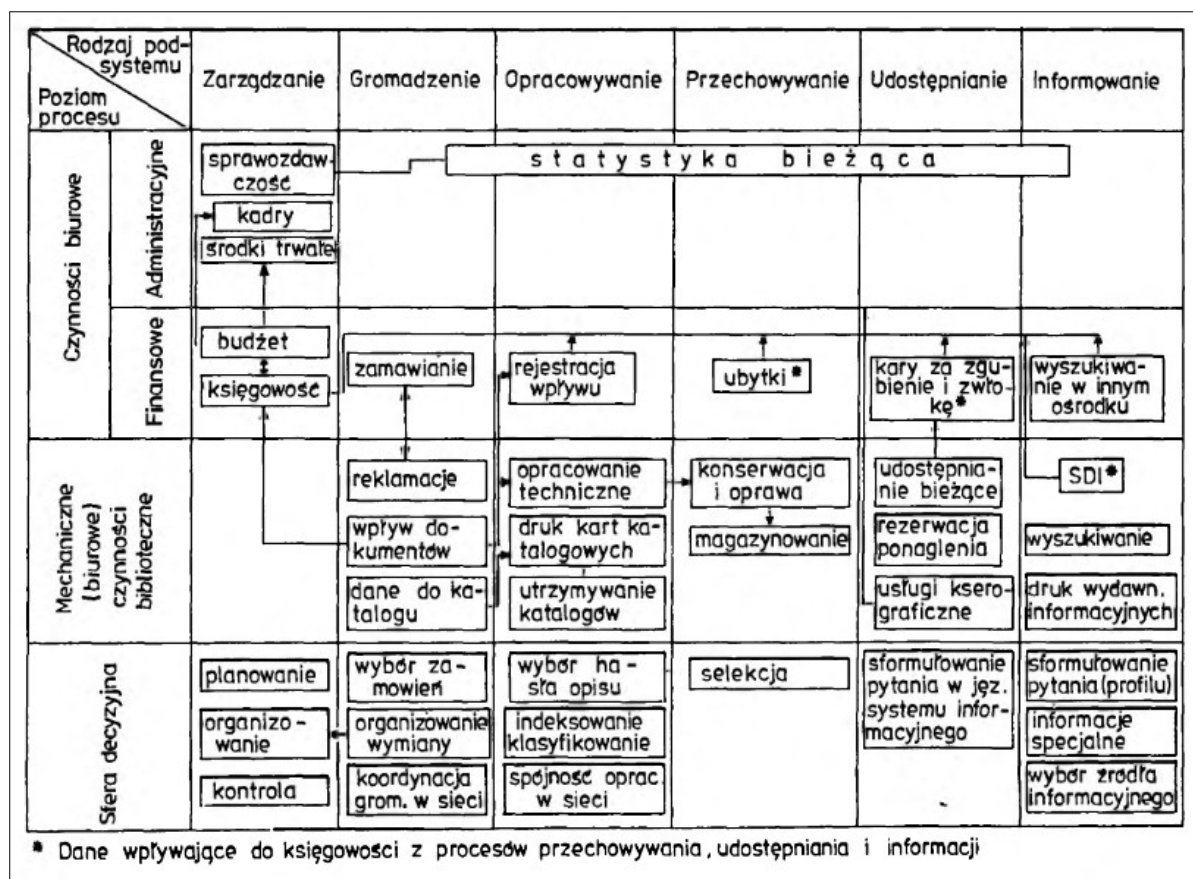 Rodzaj pod-
systemu
Poziom
procesu
Zarządzanie
Gromadzenie
Opracowywanie
Przechowywanie
Udostępnianie
Informowanie
Czynności biurowe
Administracyjne
sprawozdaw-
czość
statystyka bieżąca
kadry
środki trwałe
Finansowe
budżet
księgowość
zamawianie
rejestracja
wpływu
ubytki*
kary za zgu-
bienie i zwło-
kę*
wyszukiwa-
nie w innym
ośrodku
Mechaniczne
(biurowe)
czynności
biblioteczne
reklamacje
wpływ do-
kumentów
dane do ka-
talogu
opracowanie
techniczne
druk kart ka-
talogowych
utrzymywanie
katalogów
konserwacja
i oprawa
magazynowanie
udostępnia-
nie bieżące
rezerwacja
ponaglenia
usługi ksero-
graficzne
SDI*
wyszukiwanie
druk wydawn.
informacyjnych
Sfera decyzyjna
planowanie
organizo-
wanie
kontrola
wybór za-
mowień
organizowanie
wymiany
koordynacja
grom. w sieci
wybór ha-
sła opisu
indeksowanie
klasyfikowanie
spójność oprac.
w sieci
selekcja
sformułowanie
pytania w jęz.
systemu infor-
macyjnego
sformułowanie
pytania (profilu)
informacje
specjalne
wybór źródła
informacyjnego
* Dane wpływające do księgowości z procesów przechowywania, udostępniania i informacji